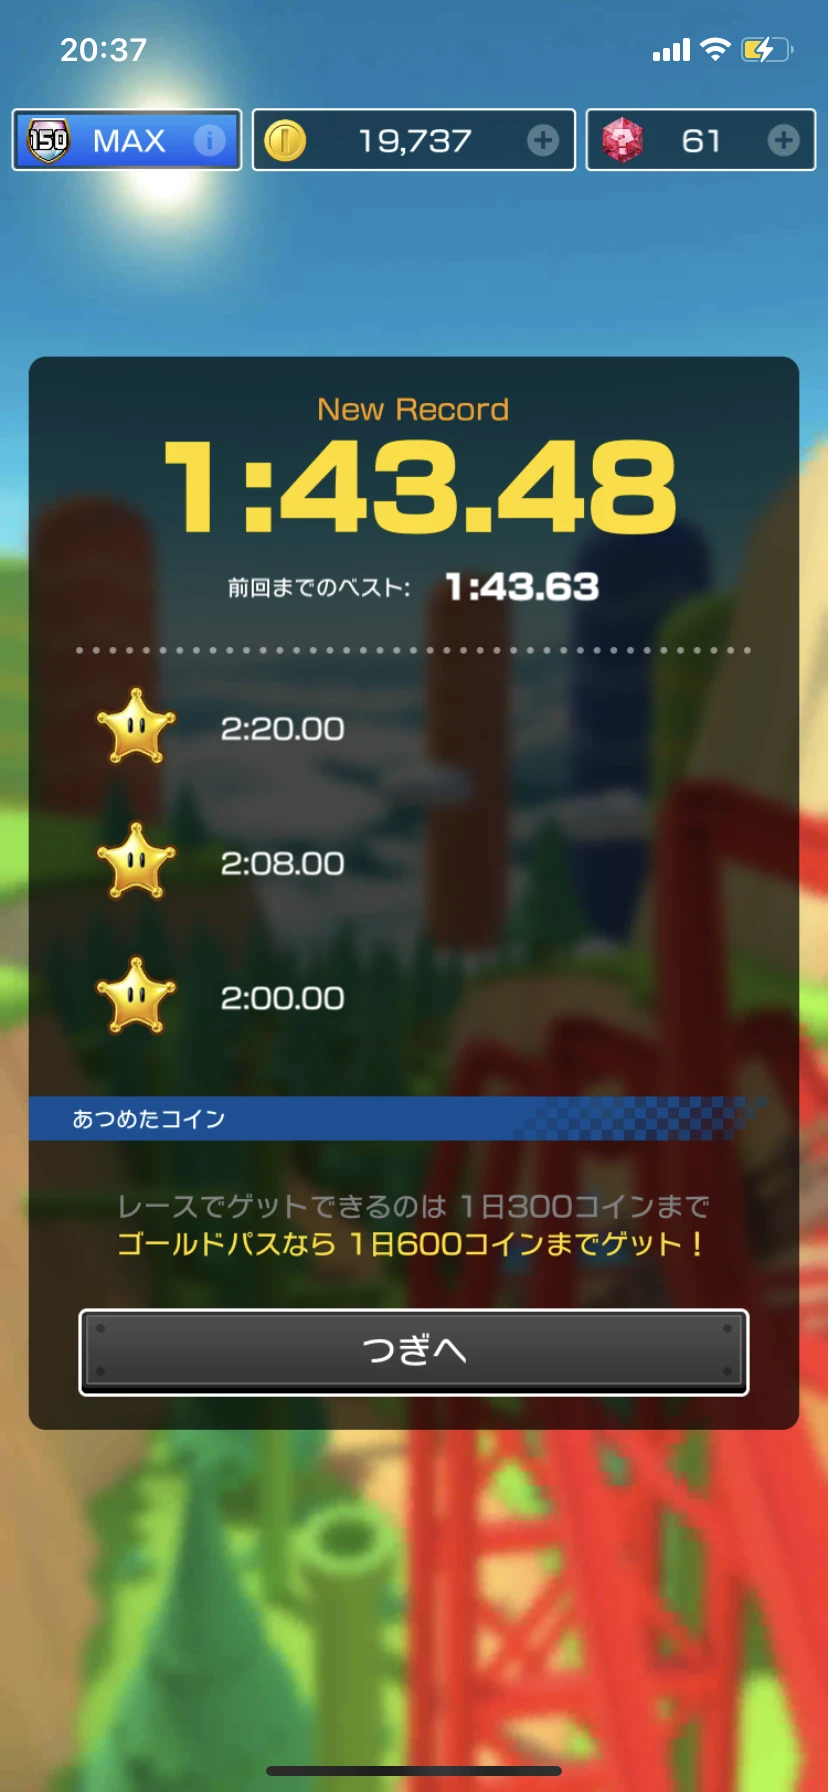 20:37
150 MAX i 19,737 + 61 +
New Record
1:43.48
前回までのベスト: 1:43.63
2:20.00
2:08.00
2:00.00
あつめたコイン
レースでゲットできるのは 1日300コインまで
ゴールドパスなら 1日600コインまでゲット！
つぎへ